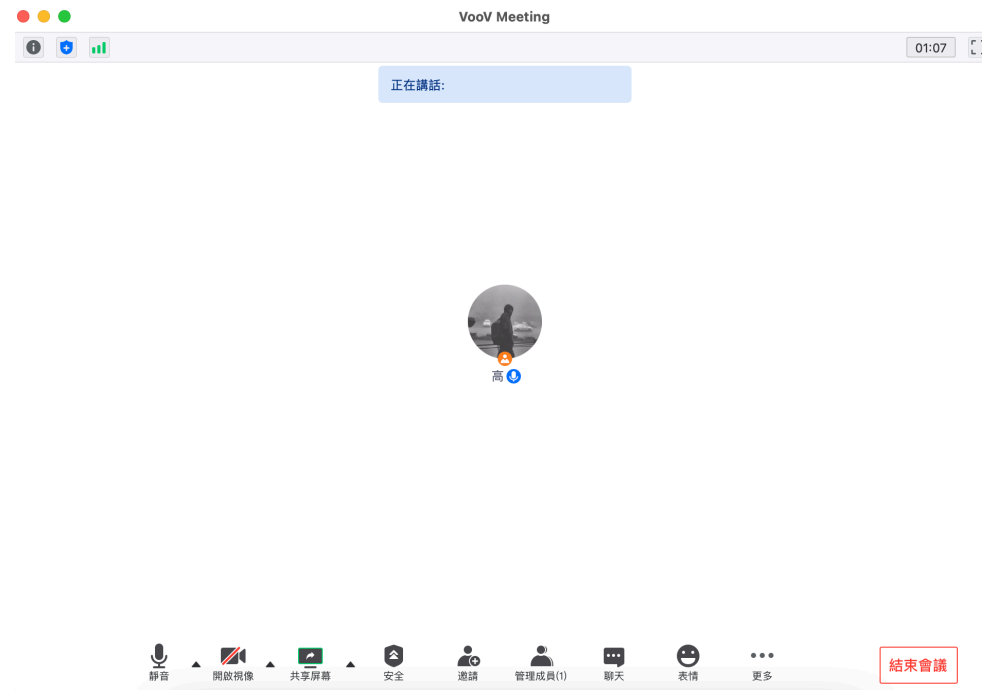 VooV Meeting
01:07
正在講話:
高
靜音
開啟視像
共享屏幕
安全
邀請
管理成員(1)
聊天
表情
更多
結束會議